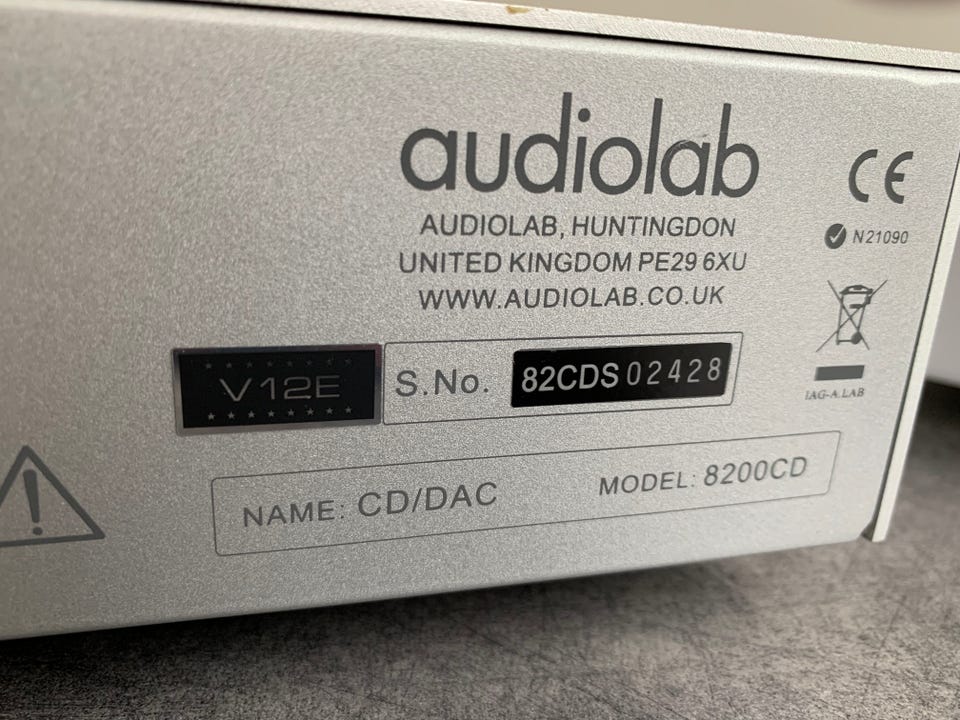 audiolab
AUDIOLAB, HUNTINGDON
UNITED KINGDOM PE29 6XU
WWW.AUDIOLAB.CO.UK
CE
N21090
IAG-A.LAB
V12E
S.No. 82CDS 02428
NAME: CD/DAC MODEL: 8200CD